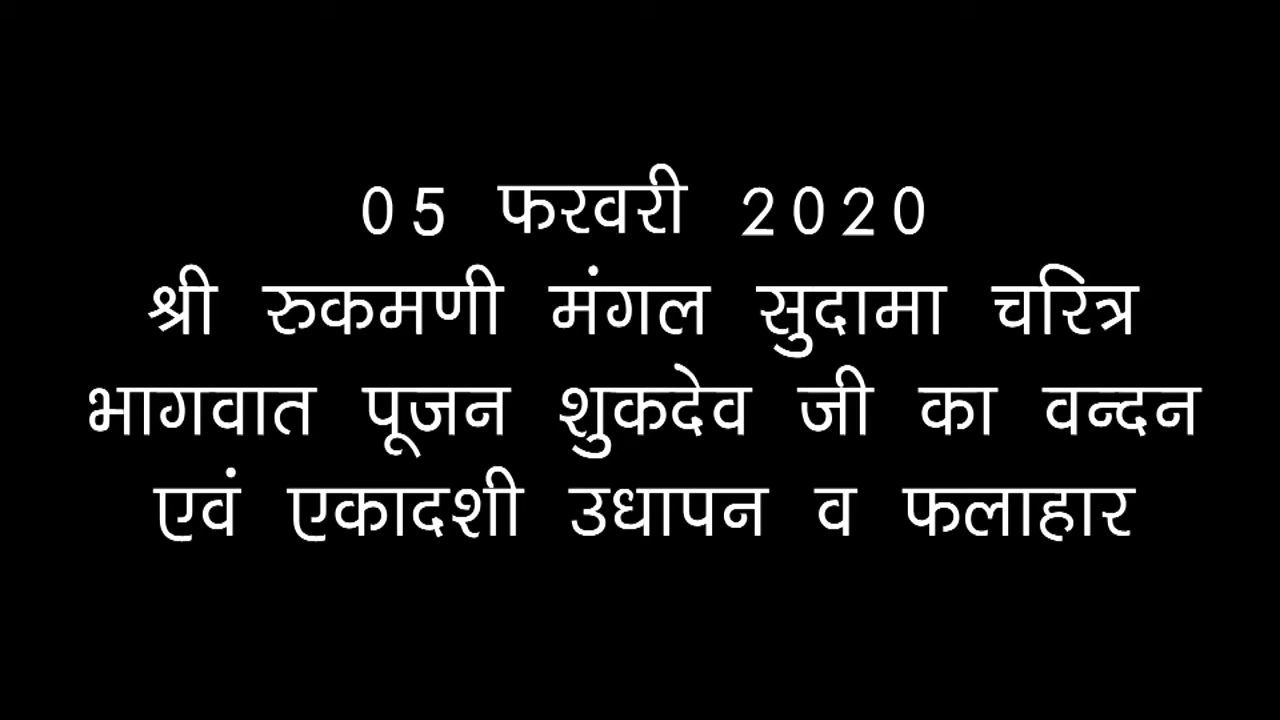 05 फरवरी 2020
श्री रुकमणी मंगल सुदामा चरित्र
भागवात पूजन शुकदेव जी का वन्दन
एवं एकादशी उधापन व फलाहार